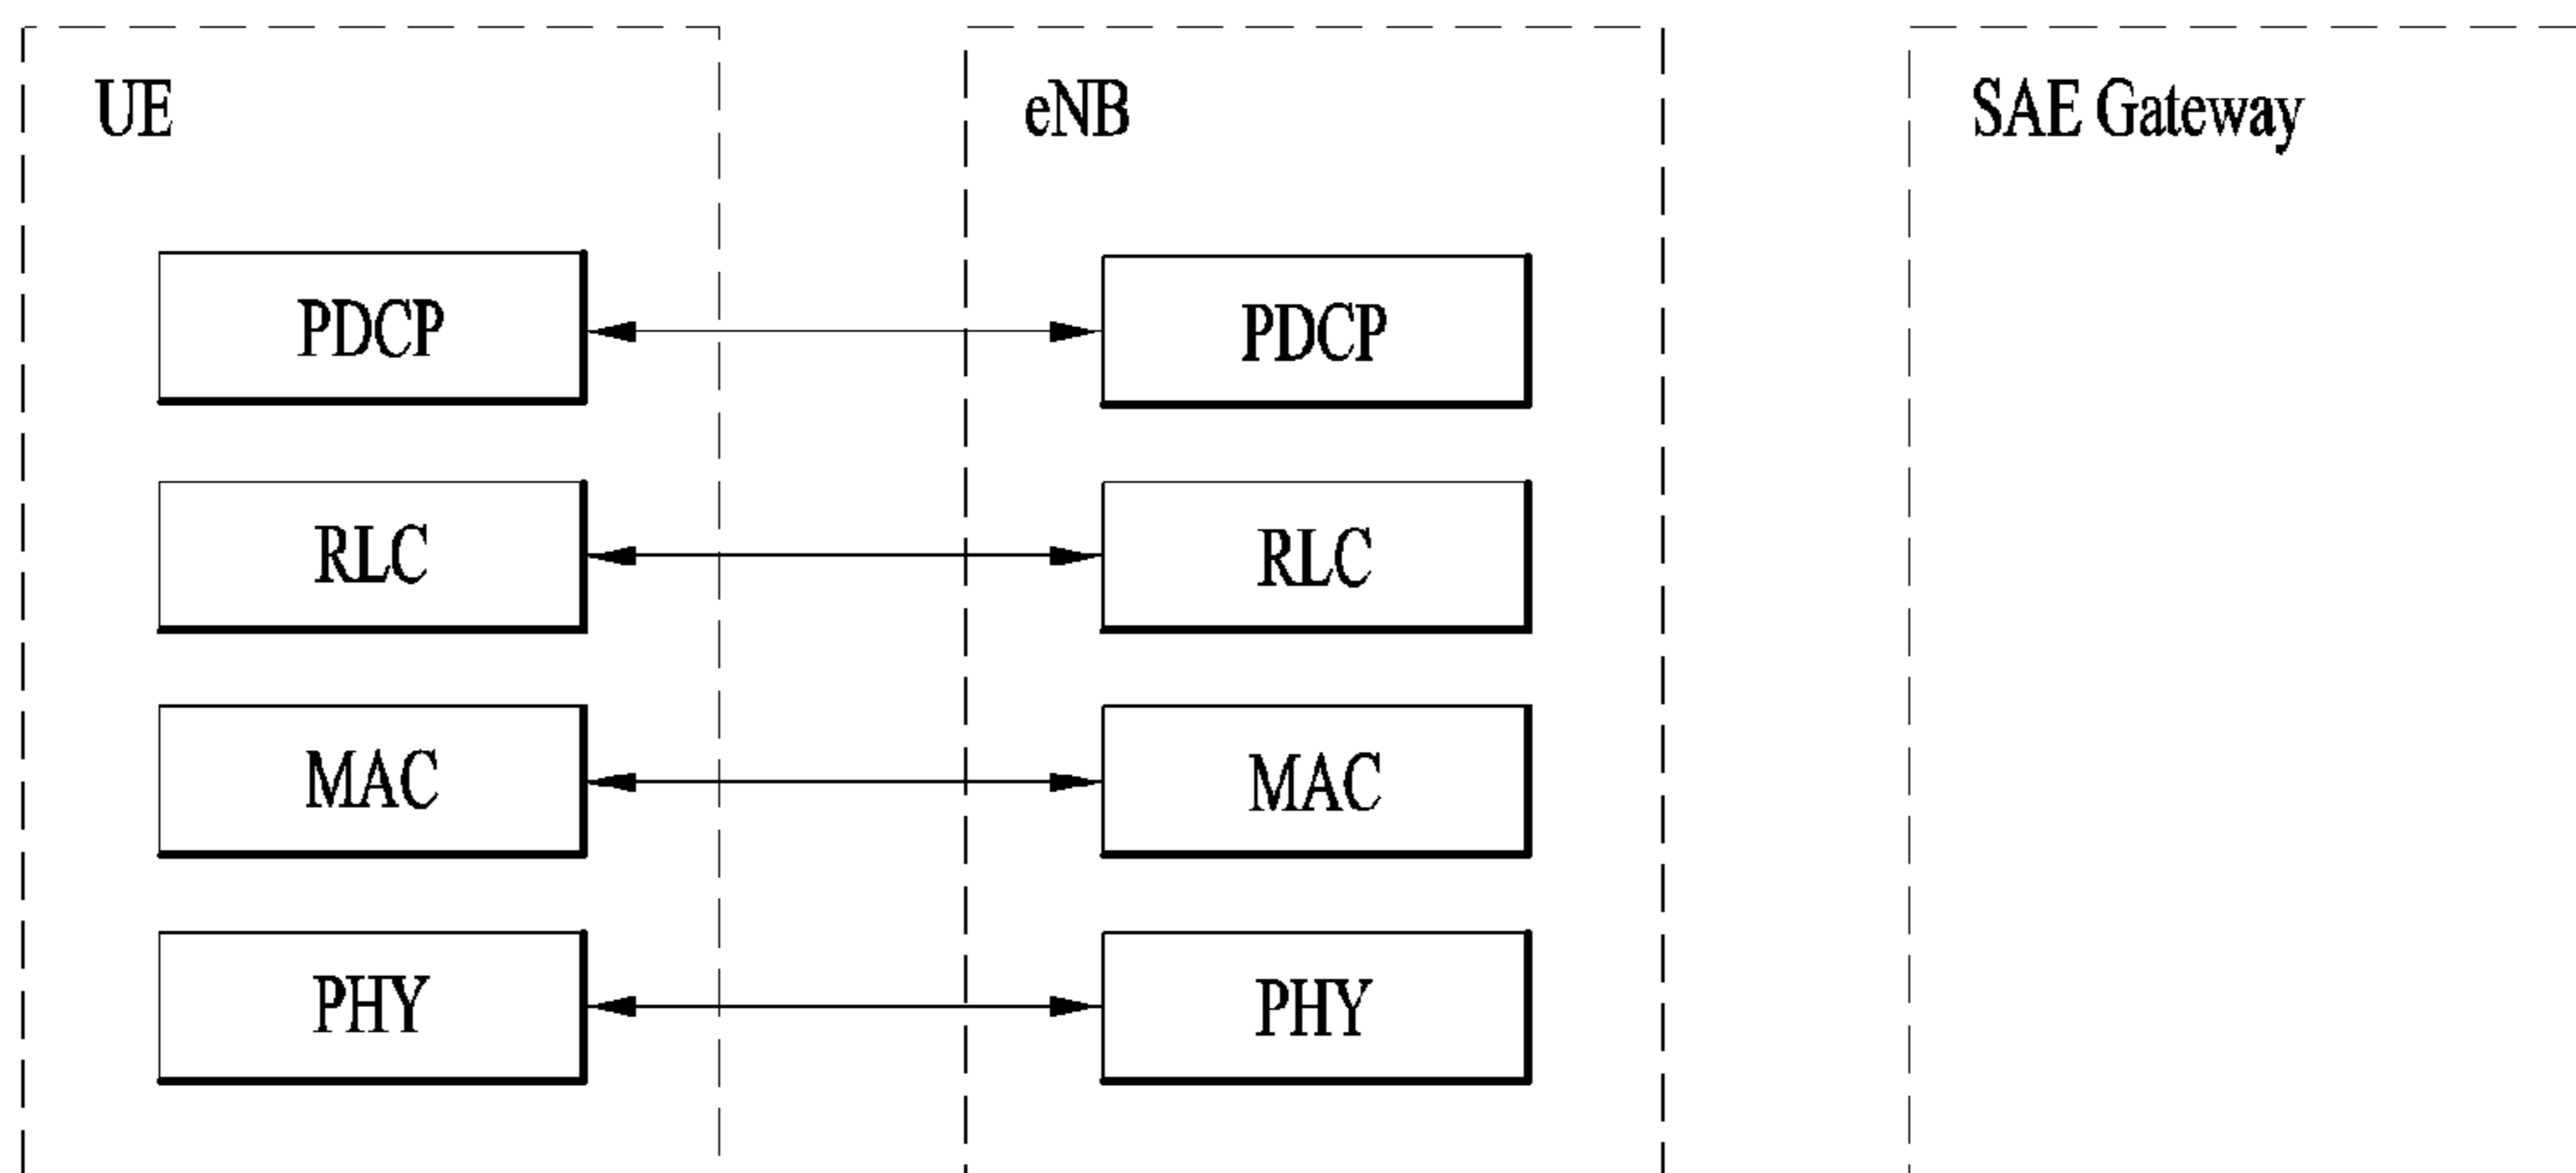 UE eNB SAE Gateway
PDCP PDCP
RLC RLC
MAC MAC
PHY PHY